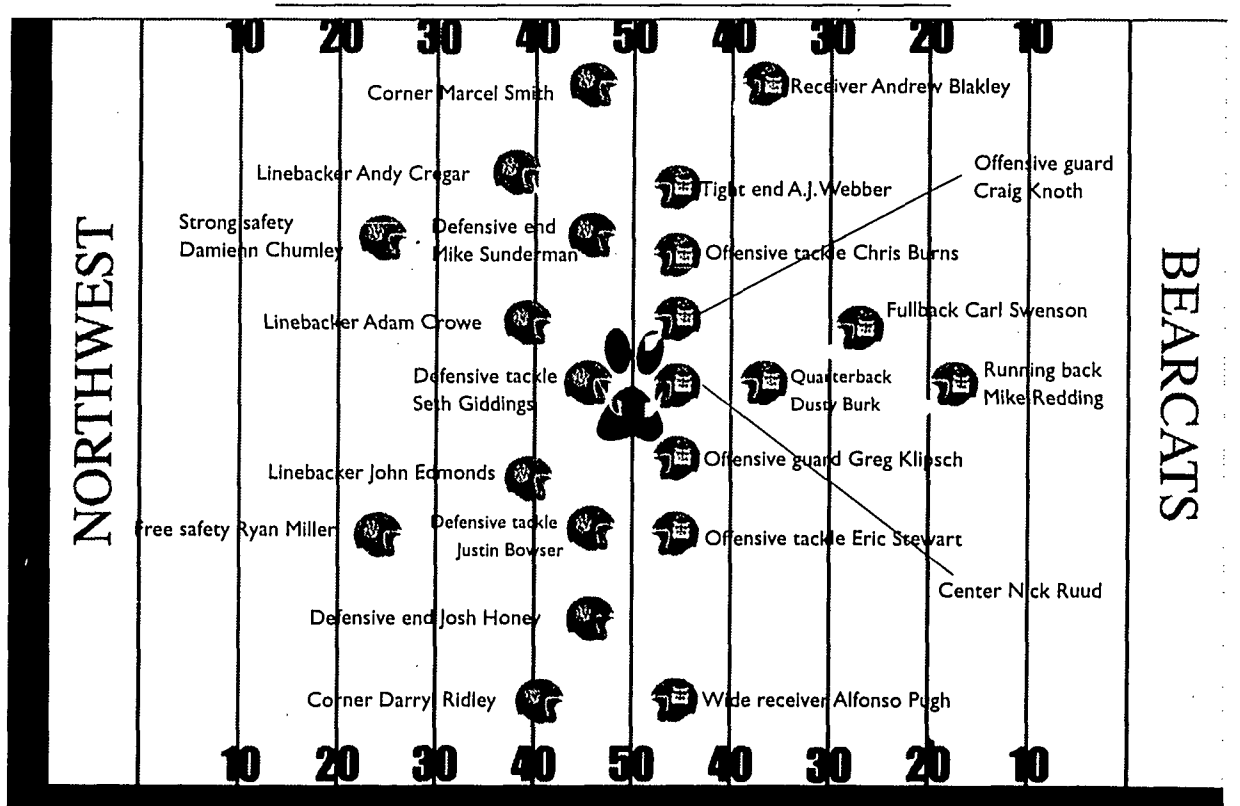 10 20 30 40 50 40 30 20 10
Corner Marcel Smith
Receiver Andrew Blakley
Linebacker Andy Cregar
Tight end A.J. Webber
Offensive guard
Craig Knoth
Strong safety
Damienn Chumley
Defensive end
Mike Sunderman
Offensive tackle Chris Burns
Linebacker Adam Crowe
Fullback Carl Swenson
Defensive tackle
Seth Giddings
Quarterback
Dusty Burk
Running back
Mike Redding
NORTHWEST
BEARCATS
Linebacker John Edmonds
Offensive guard Greg Klipsch
Free safety Ryan Miller
Defensive tackle
Justin Bowser
Offensive tackle Eric Stewart
Center Nick Ruud
Defensive end Josh Honey
Corner Darryl Ridley
Wide receiver Alfonso Pugh
10 20 30 40 50 40 30 20 10